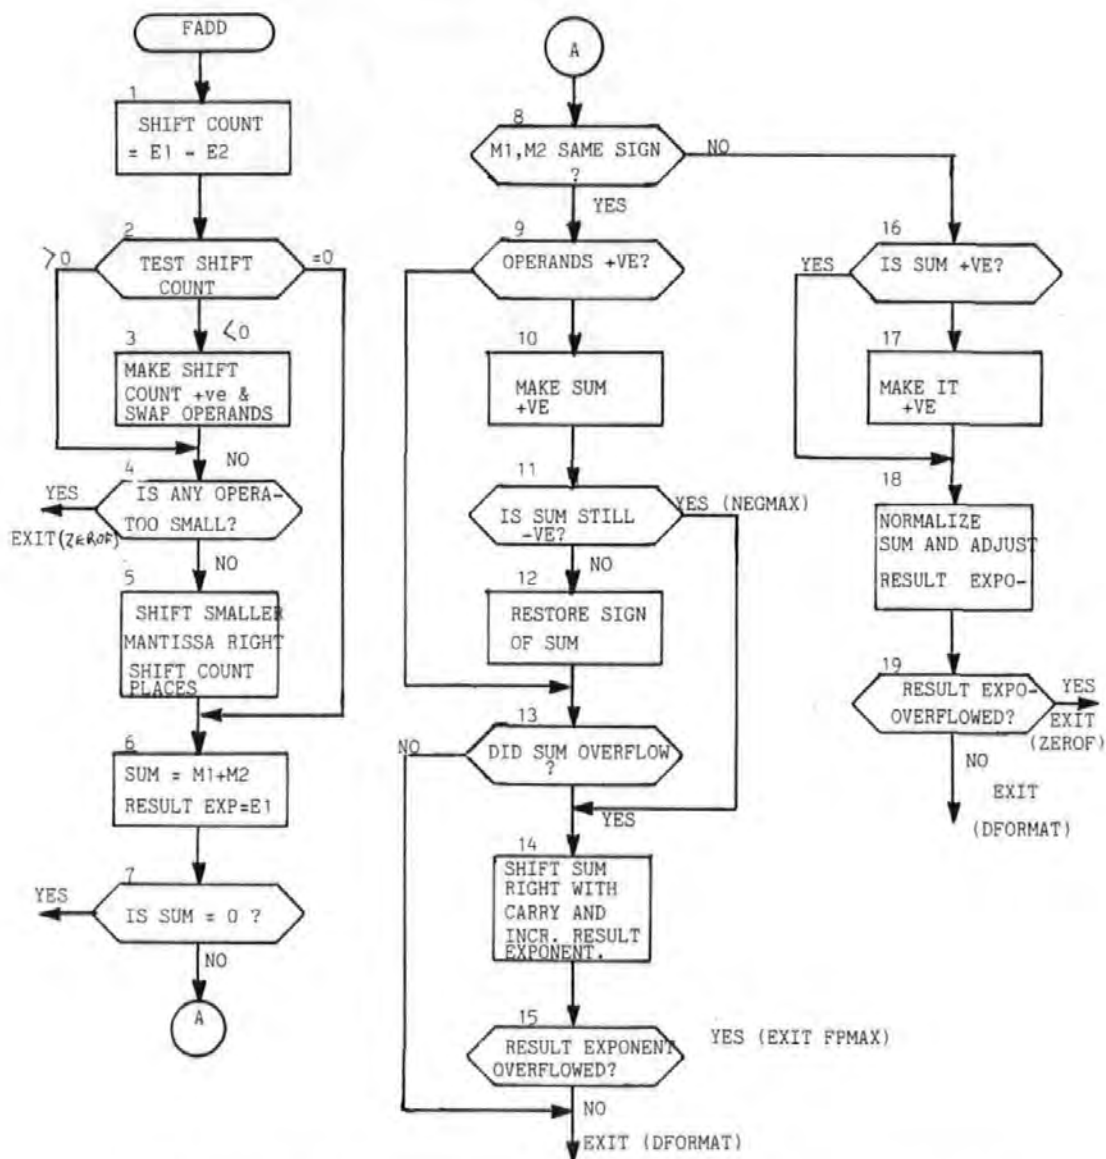 FADD
1
SHIFT COUNT
= E1 - E2
2
>0
TEST SHIFT
COUNT
=0
<0
3
MAKE SHIFT
COUNT +ve &
SWAP OPERANDS
NO
4
YES
IS ANY OPERA-
TOO SMALL?
EXIT(ZEROF)
NO
5
SHIFT SMALLER
MANTISSA RIGHT
SHIFT COUNT
PLACES
6
SUM = M1+M2
RESULT EXP=E1
7
YES
IS SUM = 0 ?
NO
A
A
8
M1,M2 SAME SIGN
?
NO
YES
9
OPERANDS +VE?
10
MAKE SUM
+VE
11
IS SUM STILL
-VE?
YES (NEGMAX)
NO
12
RESTORE SIGN
OF SUM
13
NO
DID SUM OVERFLOW
?
YES
14
SHIFT SUM
RIGHT WITH
CARRY AND
INCR. RESULT
EXPONENT.
15
RESULT EXPONENT
OVERFLOWED?
YES (EXIT FPMAX)
NO
EXIT (DFORMAT)
16
YES
IS SUM +VE?
17
MAKE IT
+VE
18
NORMALIZE
SUM AND ADJUST
RESULT EXPO-
19
RESULT EXPO-
OVERFLOWED?
YES
EXIT
(ZEROF)
NO
EXIT
(DFORMAT)